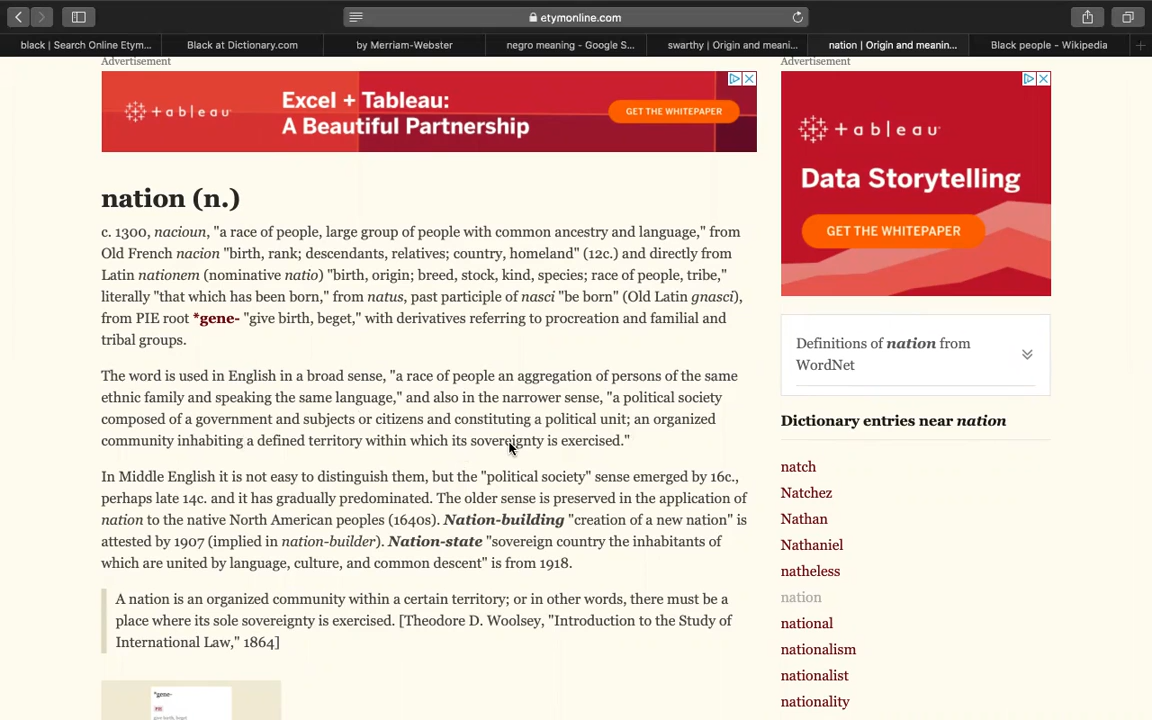 etymonline.com
black | Search Online Etym...
Black at Dictionary.com
by Merriam-Webster
negro meaning - Google S...
swarthy | Origin and meani...
nation | Origin and meanin...
Black people - Wikipedia
Advertisement
+ a b l e a u
Excel + Tableau:
A Beautiful Partnership
GET THE WHITEPAPER
nation (n.)
c. 1300, nacioun, "a race of people, large group of people with common ancestry and language," from
Old French nacion "birth, rank; descendants, relatives; country, homeland" (12c.) and directly from
Latin nationem (nominative natio) "birth, origin; breed, stock, kind, species; race of people, tribe,"
literally "that which has been born," from natus, past participle of nasci "be born" (Old Latin gnasci),
from PIE root *gene- "give birth, beget," with derivatives referring to procreation and familial and
tribal groups.
The word is used in English in a broad sense, "a race of people an aggregation of persons of the same
ethnic family and speaking the same language," and also in the narrower sense, "a political society
composed of a government and subjects or citizens and constituting a political unit; an organized
community inhabiting a defined territory within which its sovereignty is exercised."
In Middle English it is not easy to distinguish them, but the "political society" sense emerged by 16c.,
perhaps late 14c. and it has gradually predominated. The older sense is preserved in the application of
nation to the native North American peoples (1640s). Nation-building "creation of a new nation" is
attested by 1907 (implied in nation-builder). Nation-state "sovereign country the inhabitants of
which are united by language, culture, and common descent" is from 1918.
A nation is an organized community within a certain territory; or in other words, there must be a
place where its sole sovereignty is exercised. [Theodore D. Woolsey, "Introduction to the Study of
International Law," 1864]
*gene-
PIE
give birth, beget
Advertisement
+ a b l e a u
Data Storytelling
GET THE WHITEPAPER
Definitions of nation from
WordNet
Dictionary entries near nation
natch
Natchez
Nathan
Nathaniel
natheless
nation
national
nationalism
nationalist
nationality